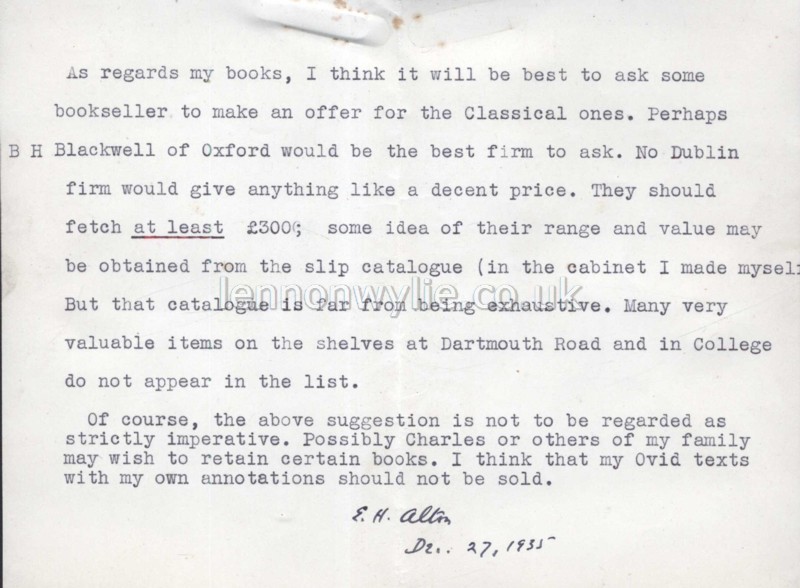 As regards my books, I think it will be best to ask some
bookseller to make an offer for the Classical ones. Perhaps
B H Blackwell of Oxford would be the best firm to ask. No Dublin
firm would give anything like a decent price. They should
fetch at least £300; some idea of their range and value may
be obtained from the slip catalogue (in the cabinet I made mysel
lennonwylie.co.uk
But that catalogue is far from being exhaustive. Many very
valuable items on the shelves at Dartmouth Road and in College
do not appear in the list.
Of course, the above suggestion is not to be regarded as
strictly imperative. Possibly Charles or others of my family
may wish to retain certain books. I think that my Ovid texts
with my own annotations should not be sold.
E. H. Alton
Dec. 27, 1935